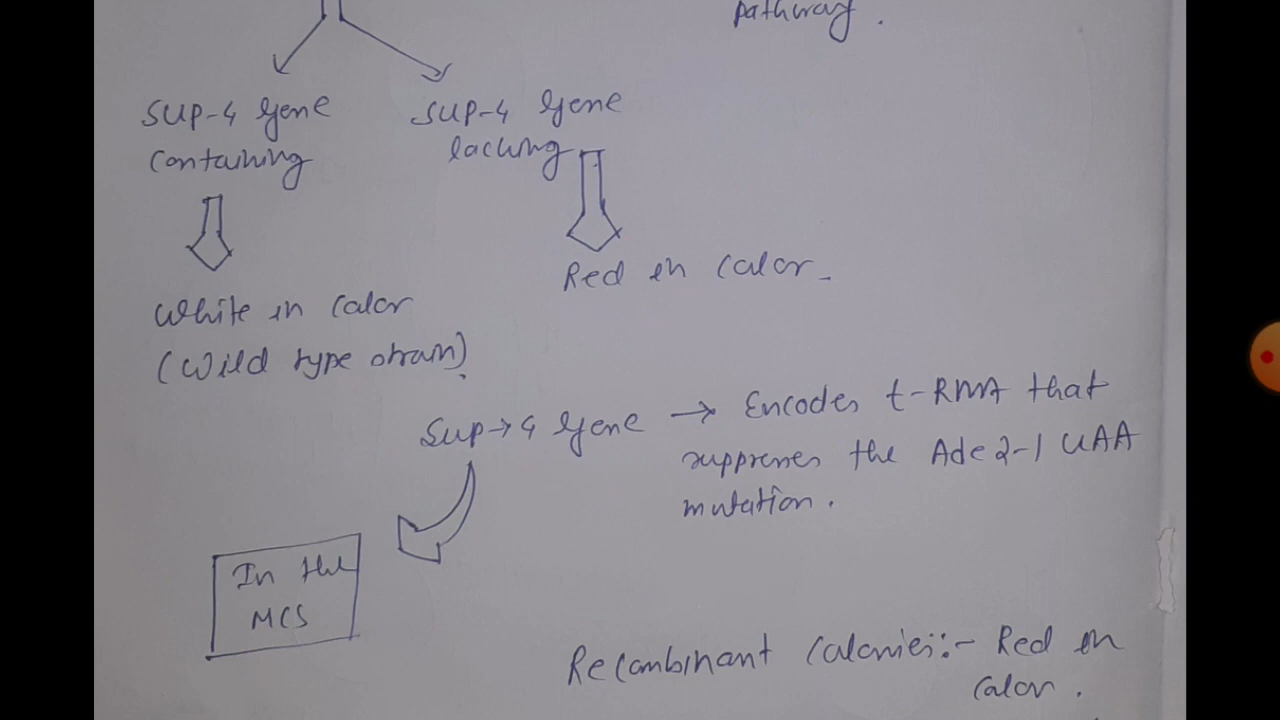 pathway.
SUP-4 gene
containing
SUP-4 gene
lacking
Red in color.
White in color
(Wild type strain).
Sup→4 gene → Encodes t-RNA that
suppresses the Ade2-1 UAA
mutation.
In the
MCS
Recombinant colonies:- Red in
color.